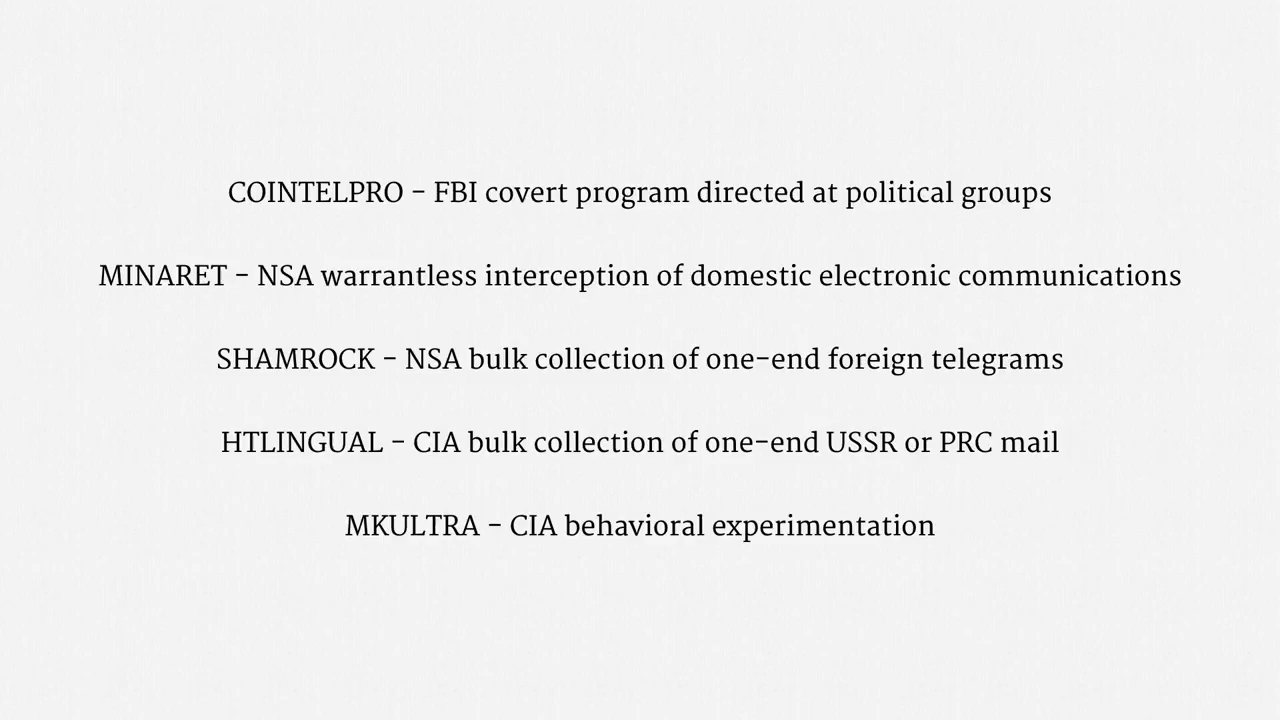 COINTELPRO – FBI covert program directed at political groups
MINARET – NSA warrantless interception of domestic electronic communications
SHAMROCK – NSA bulk collection of one-end foreign telegrams
HTLINGUAL – CIA bulk collection of one-end USSR or PRC mail
MKULTRA – CIA behavioral experimentation